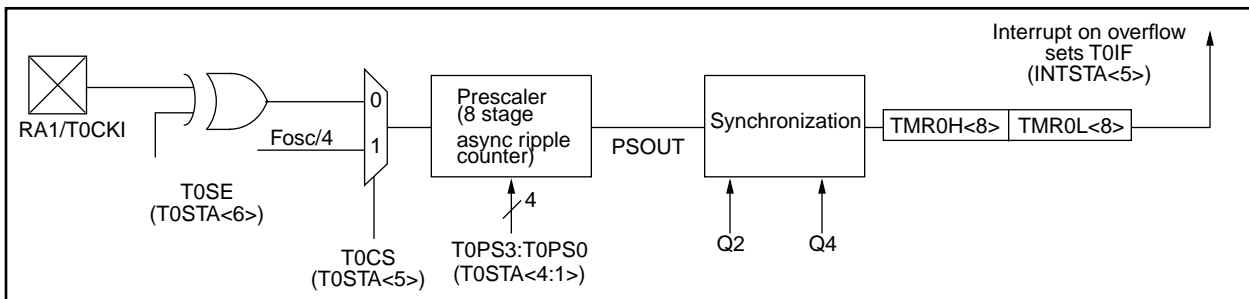 Interrupt on overflow
sets T0IF
(INTSTA<5>)
RA1/T0CKI
0
Fosc/4
1
Prescaler
(8 stage
async ripple
counter)
PSOUT
Synchronization
TMR0H<8>
TMR0L<8>
T0SE
(T0STA<6>)
4
T0CS
(T0STA<5>)
T0PS3:T0PS0
(T0STA<4:1>)
Q2
Q4